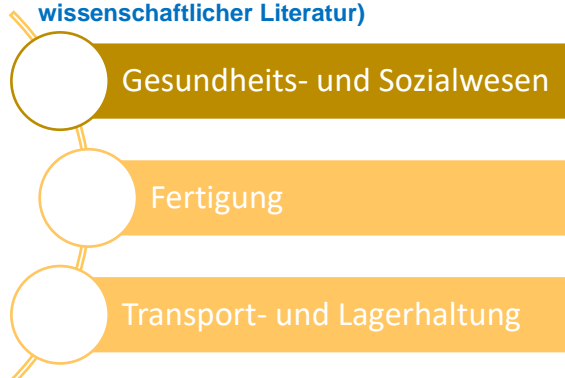 wissenschaftlicher Literatur)
Gesundheits- und Sozialwesen
Fertigung
Transport- und Lagerhaltung